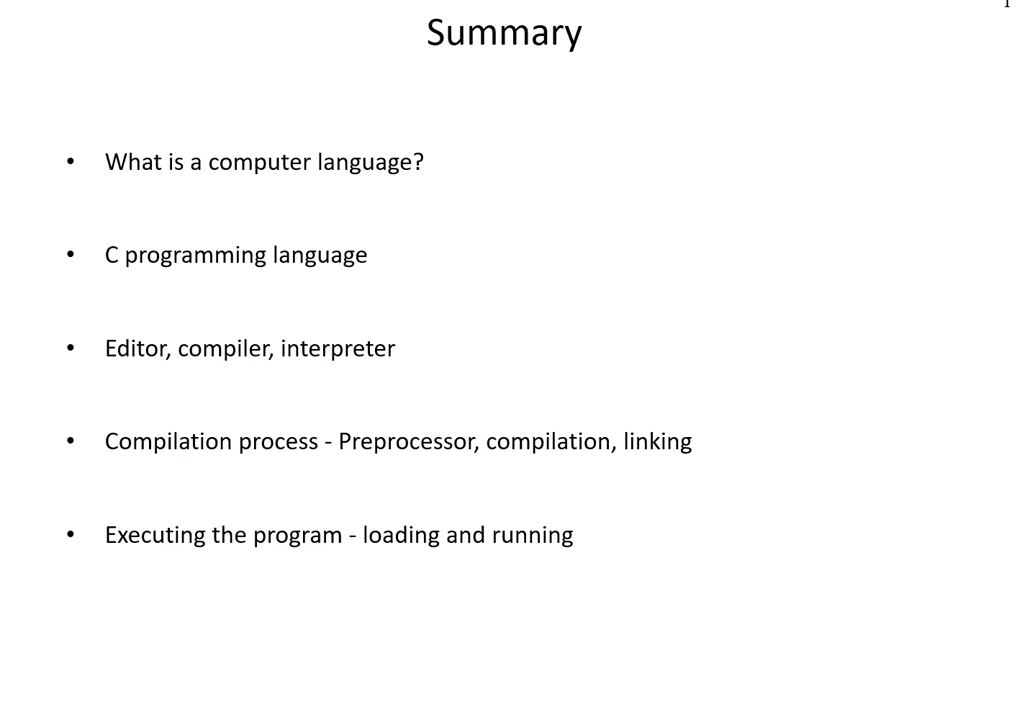 Summary
• What is a computer language?
• C programming language
• Editor, compiler, interpreter
• Compilation process - Preprocessor, compilation, linking
• Executing the program - loading and running